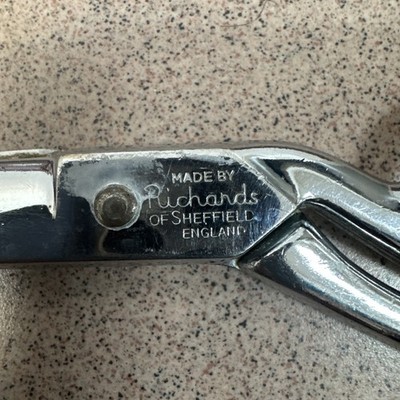 MADE BY
Richards
OF SHEFFIELD
ENGLAND